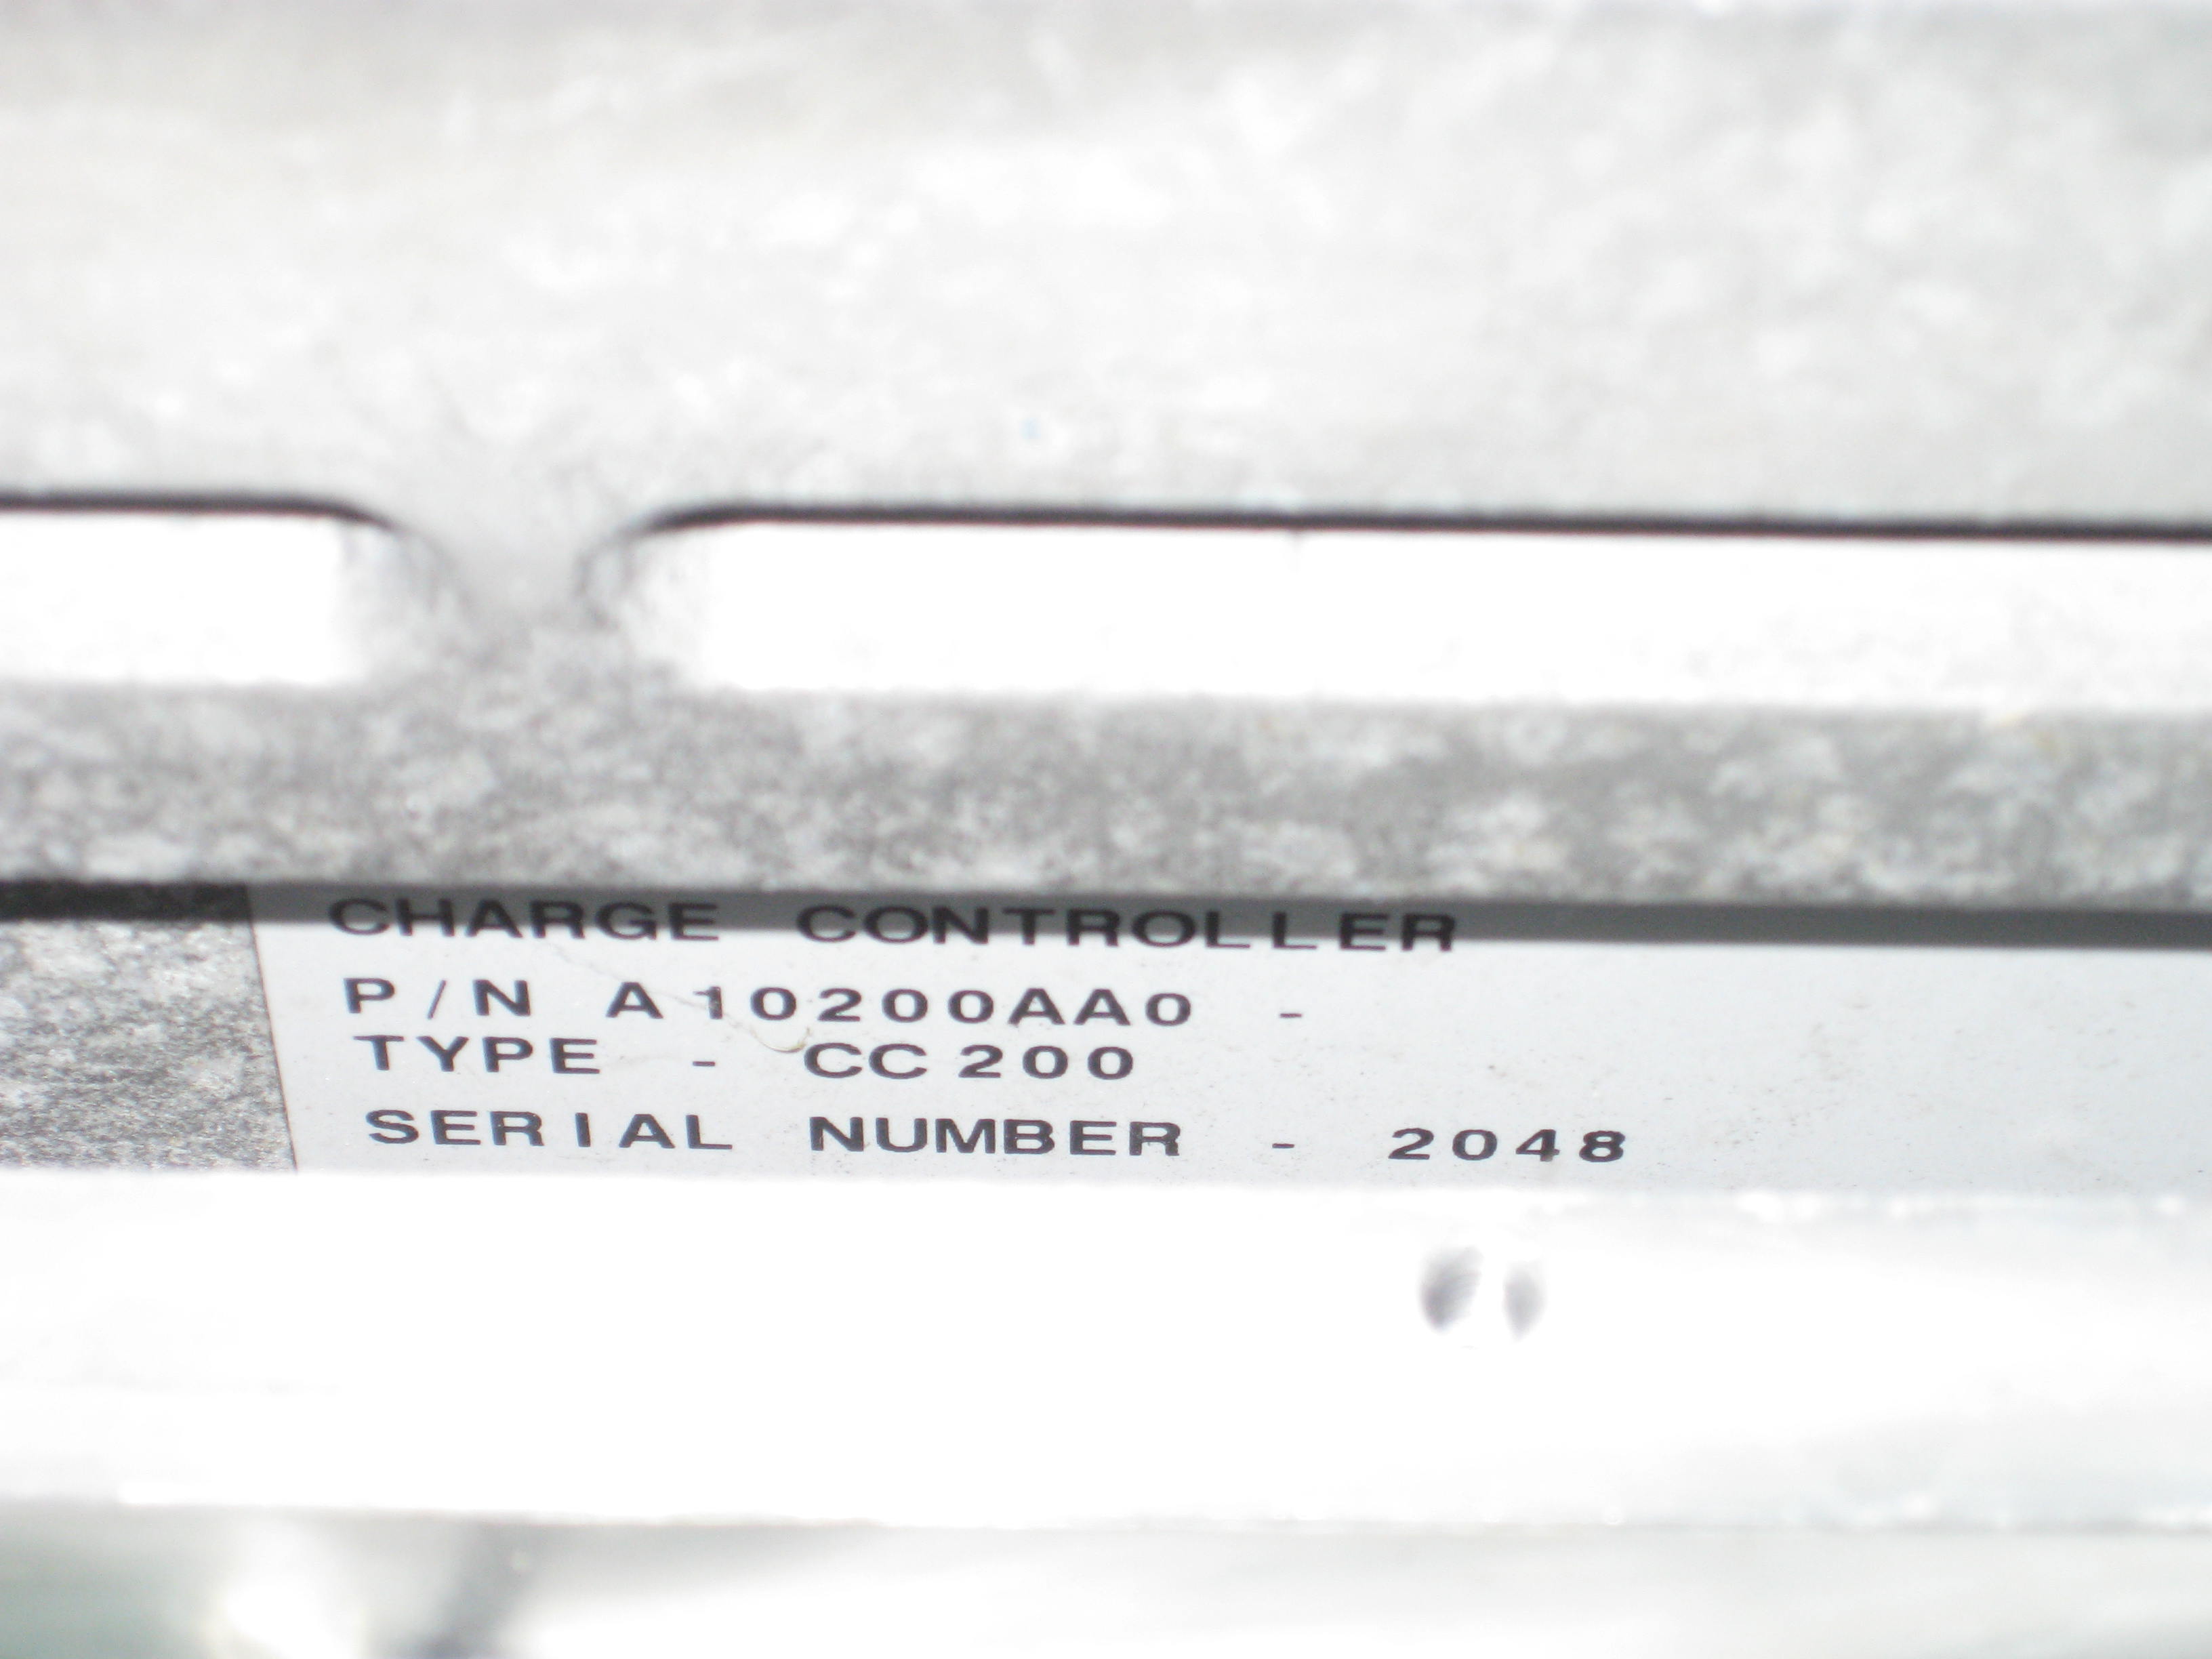 CHARGE CONTROLLER
P/N A10200AA0 -
TYPE - CC200
SERIAL NUMBER - 2048